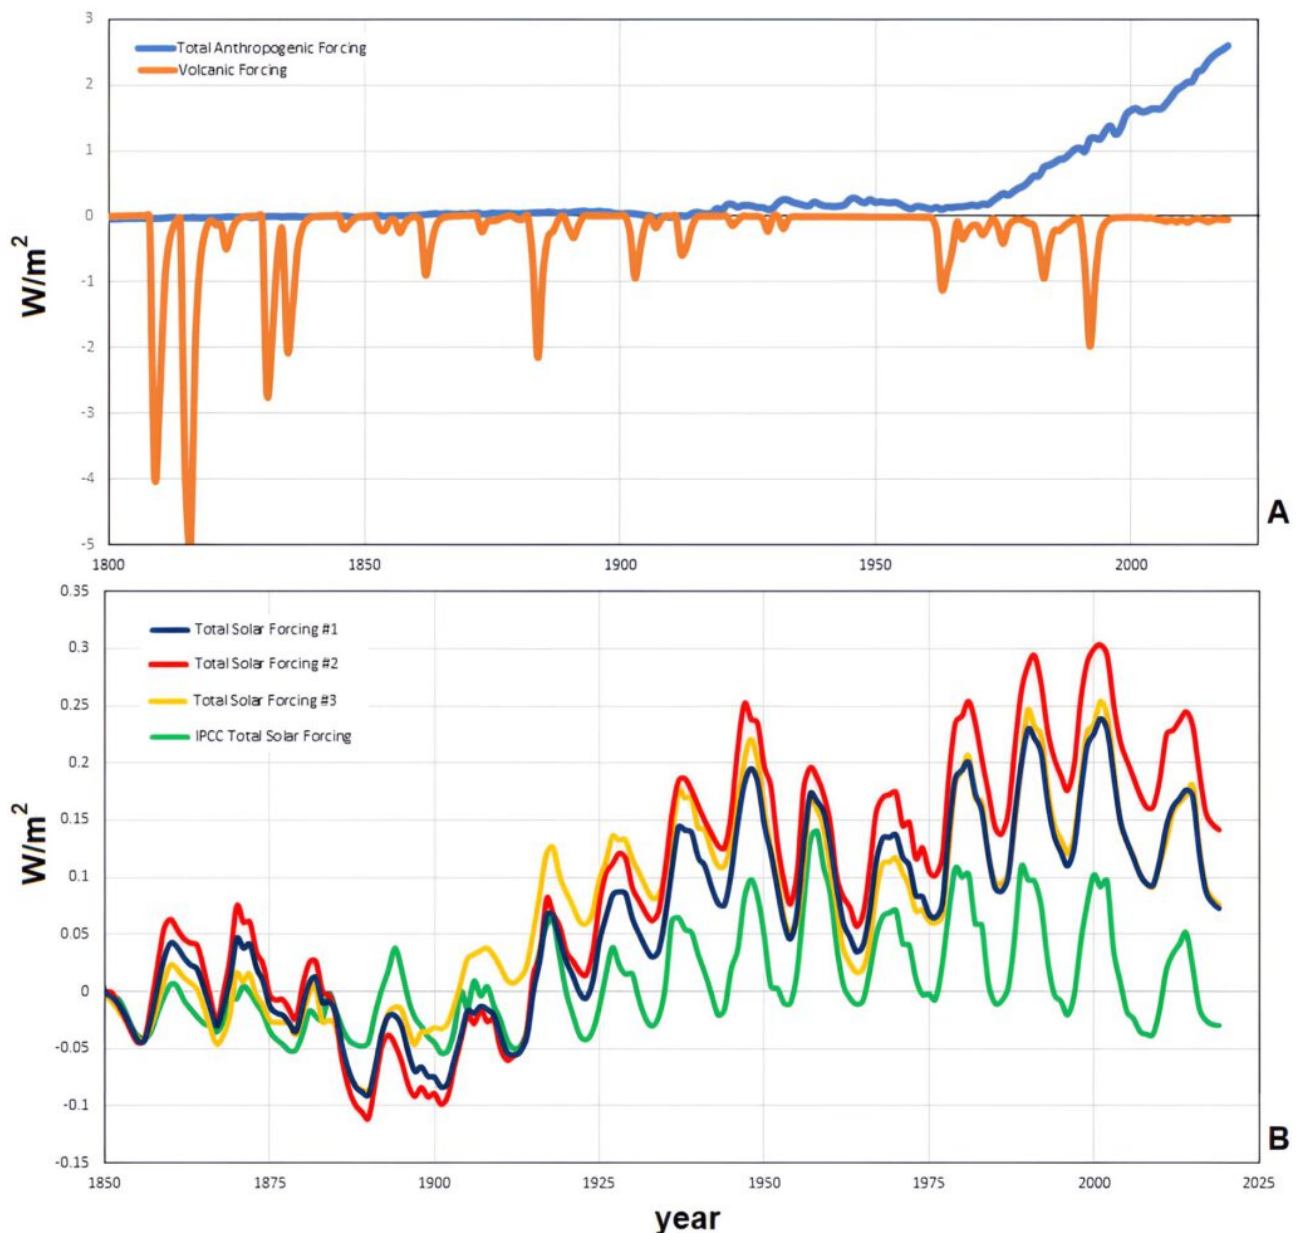 3
Total Anthropogenic Forcing
Volcanic Forcing
2
1
0
-1
-2
-3
-4
-5
W/m²
A
1800 1850 1900 1950 2000
0.35
Total Solar Forcing #1
0.3
Total Solar Forcing #2
0.25
Total Solar Forcing #3
IPCC Total Solar Forcing
0.2
0.15
0.1
0.05
0
-0.05
-0.1
-0.15
W/m²
B
1850 1875 1900 1925 1950 1975 2000 2025
year